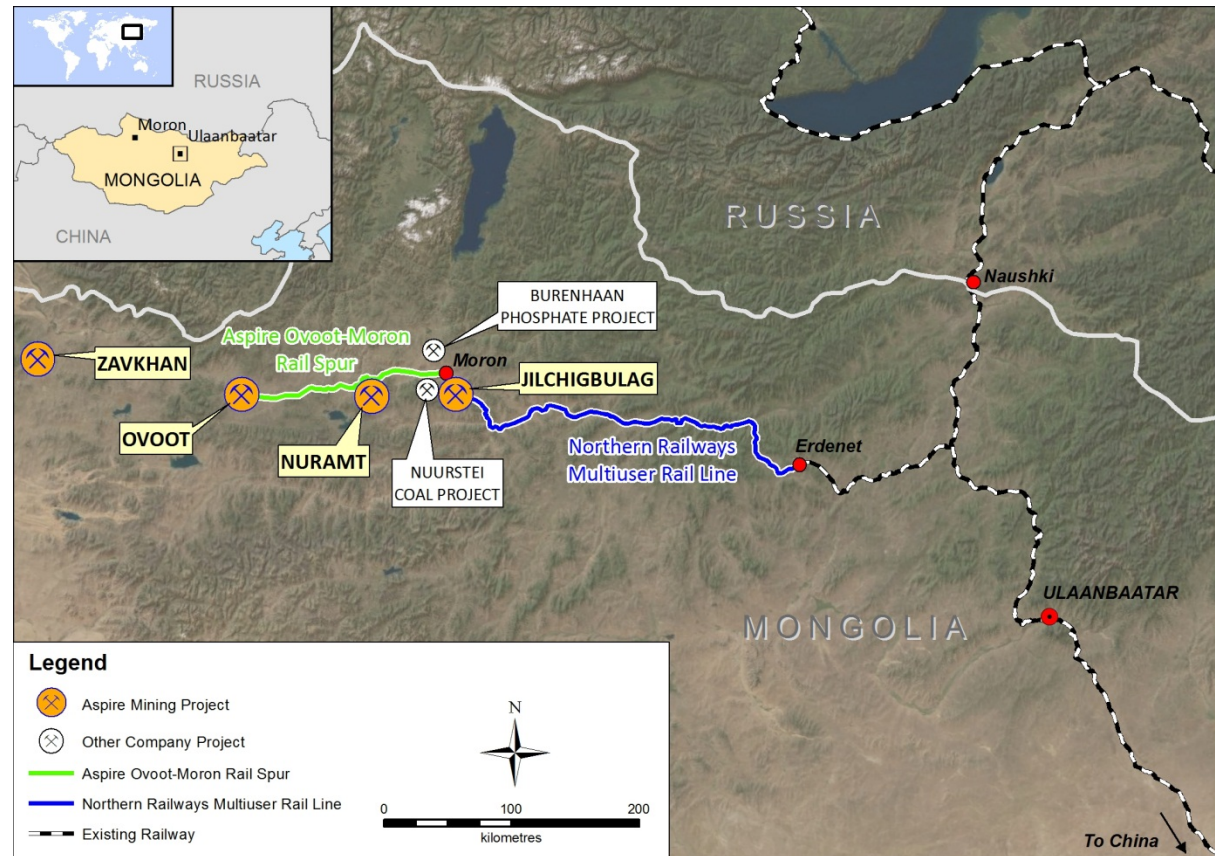 RUSSIA
Moron
Ulaanbaatar
MONGOLIA
CHINA
RUSSIA
Naushki
BURENHAAN
PHOSPHATE PROJECT
Aspire Ovoot-Moron
Rail Spur
ZAVKHAN
Moron
JILCHIGBULAG
OVOOT
NURAMT
NUURSTEI
COAL PROJECT
Northern Railways
Multiuser Rail Line
Erdenet
ULAANBAATAR
MONGOLIA
Legend
Aspire Mining Project
Other Company Project
Aspire Ovoot-Moron Rail Spur
Northern Railways Multiuser Rail Line
Existing Railway
N
0 100 200
kilometres
To China